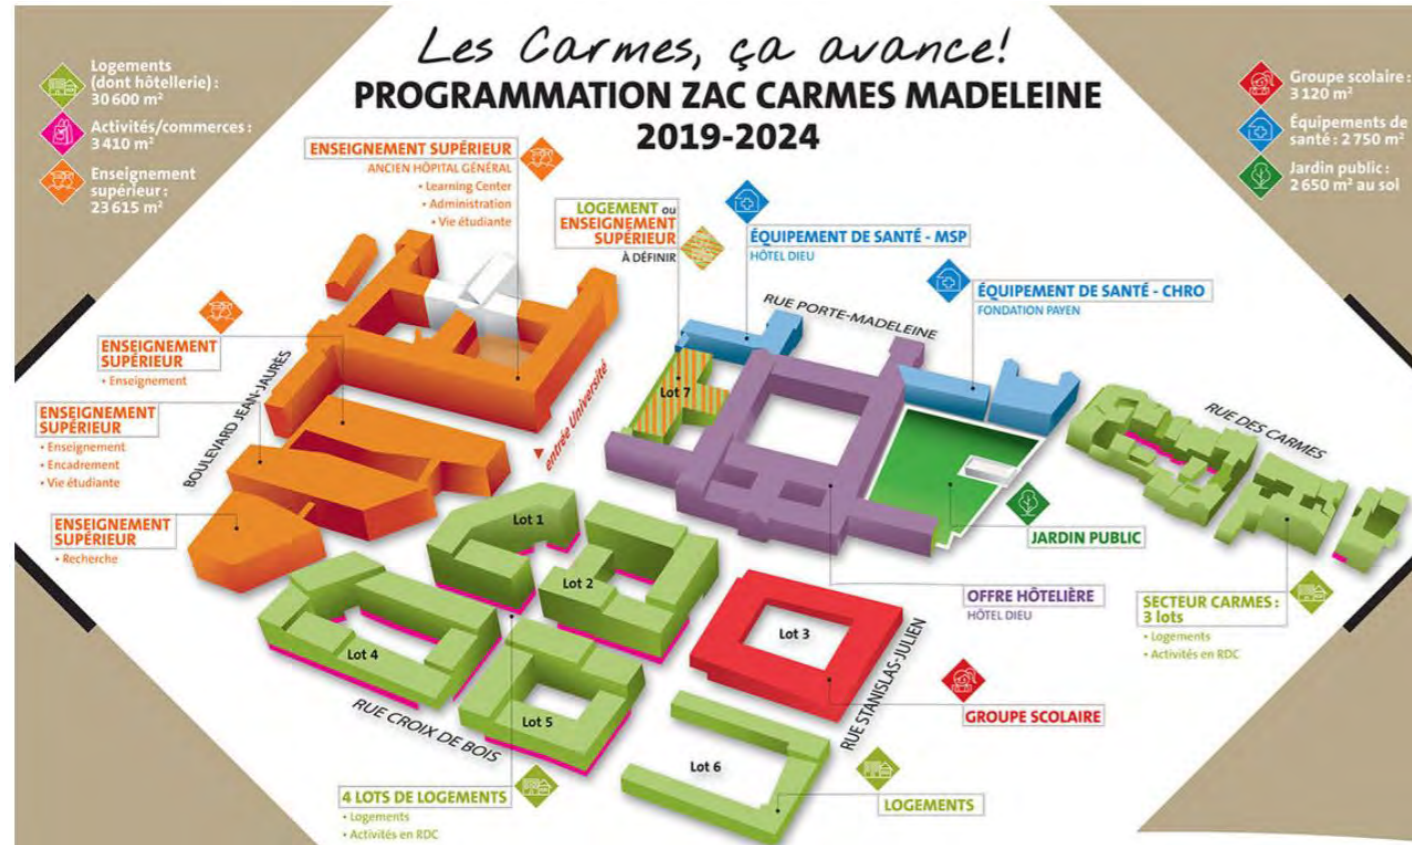 Les Carmes, ça avance!
PROGRAMMATION ZAC CARMES MADELEINE
2019-2024
Logements
(dont hôtellerie) :
30 600 m²
Activités/commerces :
3 410 m²
Enseignement
supérieur :
23 615 m²
Groupe scolaire :
3 120 m²
Équipements de
santé : 2 750 m²
Jardin public :
2 650 m² au sol
ENSEIGNEMENT SUPÉRIEUR
ANCIEN HÔPITAL GÉNÉRAL
• Learning Center
• Administration
• Vie étudiante
LOGEMENT ou
ENSEIGNEMENT
SUPÉRIEUR
À DÉFINIR
ÉQUIPEMENT DE SANTÉ - MSP
HÔTEL DIEU
ÉQUIPEMENT DE SANTÉ - CHRO
FONDATION PAYEN
RUE PORTE-MADELEINE
ENSEIGNEMENT
SUPÉRIEUR
• Enseignement
BOULEVARD JEAN-JAURÈS
ENSEIGNEMENT
SUPÉRIEUR
• Enseignement
• Encadrement
• Vie étudiante
ENSEIGNEMENT
SUPÉRIEUR
• Recherche
entrée Université
Lot 7
RUE DES CARMES
Lot 1
Lot 2
Lot 3
Lot 4
Lot 5
Lot 6
JARDIN PUBLIC
OFFRE HÔTELIÈRE
HÔTEL DIEU
SECTEUR CARMES :
3 lots
• Logements
• Activités en RDC
RUE STANISLAS-JULIEN
GROUPE SCOLAIRE
RUE CROIX DE BOIS
4 LOTS DE LOGEMENTS
• Logements
• Activités en RDC
LOGEMENTS